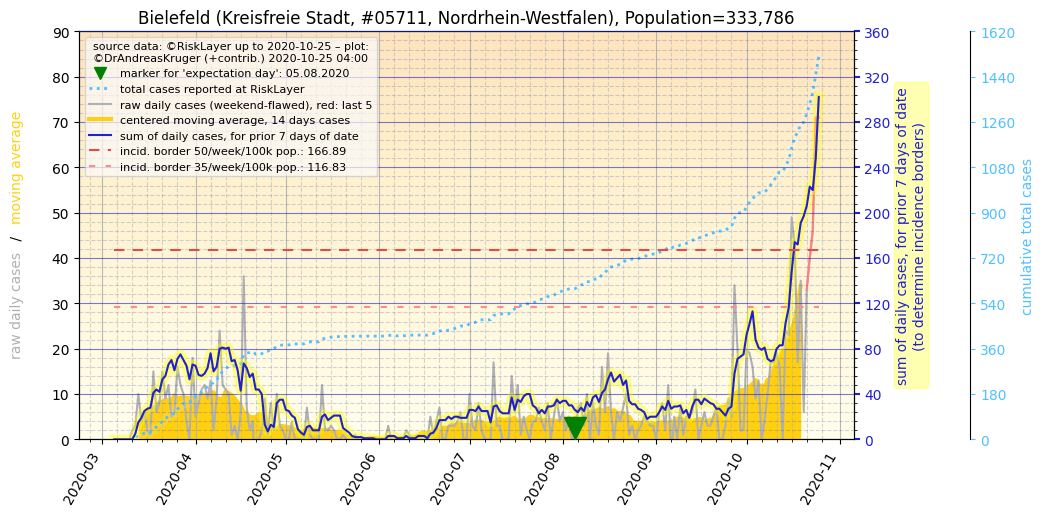 Bielefeld (Kreisfreie Stadt, #05711, Nordrhein-Westfalen), Population=333,786
source data: ©RiskLayer up to 2020-10-25 – plot:
©DrAndreasKruger (+contrib.) 2020-10-25 04:00
marker for 'expectation day': 05.08.2020
total cases reported at RiskLayer
raw daily cases (weekend-flawed), red: last 5
centered moving average, 14 days cases
sum of daily cases, for prior 7 days of date
incid. border 50/week/100k pop.: 166.89
incid. border 35/week/100k pop.: 116.83
raw daily cases / moving average
90
80
70
60
50
40
30
20
10
0
360
320
280
240
200
160
120
80
40
0
sum of daily cases, for prior 7 days of date
(to determine incidence borders)
1620
1440
1260
1080
900
720
540
360
180
0
cumulative total cases
2020-03
2020-04
2020-05
2020-06
2020-07
2020-08
2020-09
2020-10
2020-11